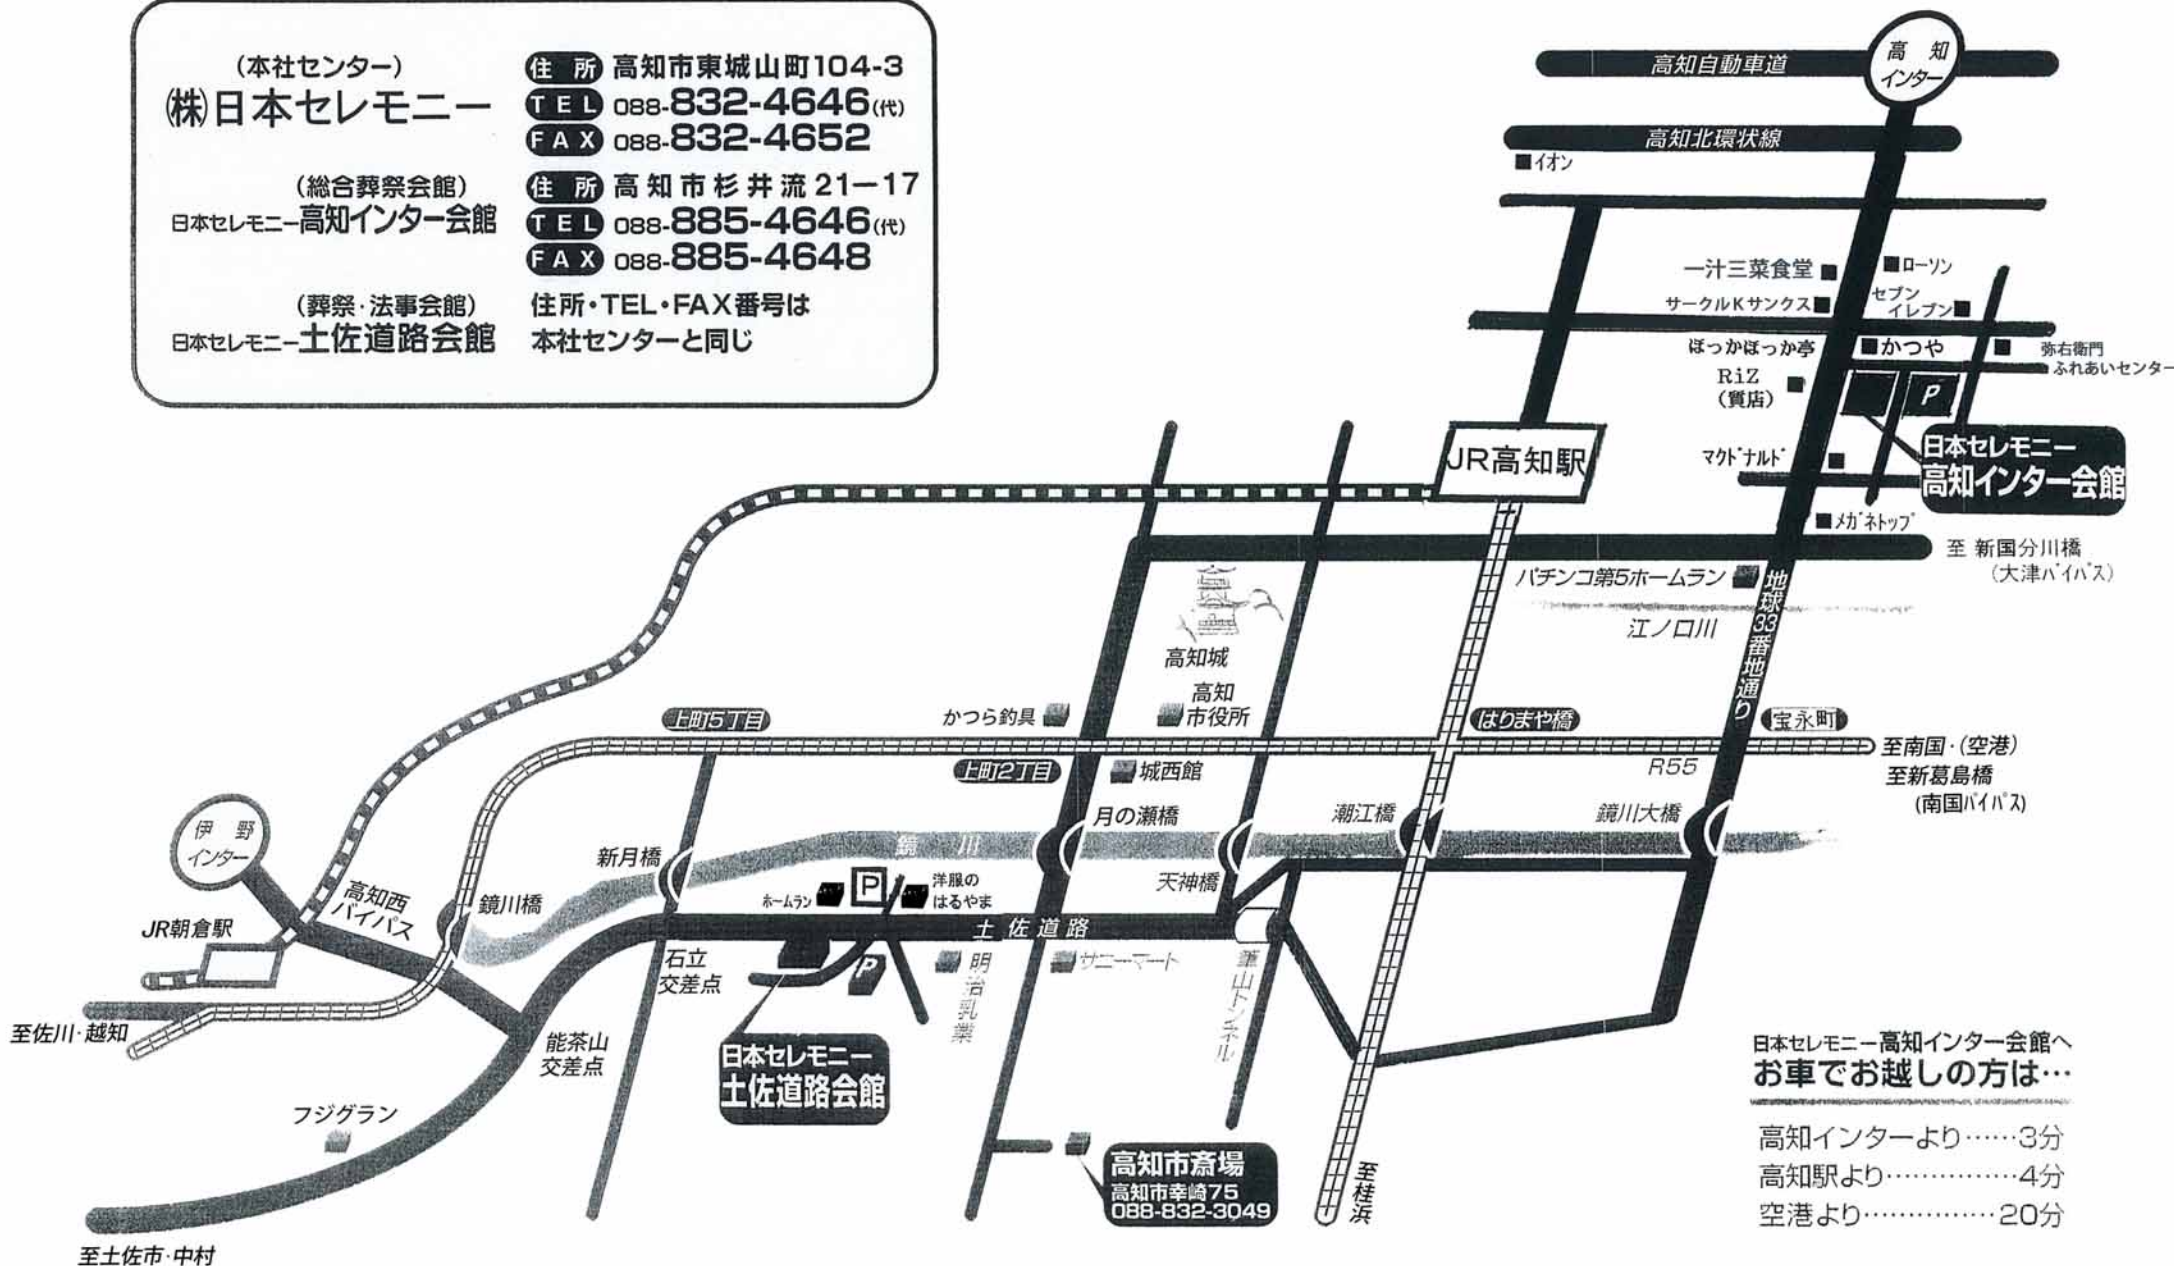 (本社センター)
㈱日本セレモニー
住所 高知市東城山町104-3
TEL 088-832-4646(代)
FAX 088-832-4652
(総合葬祭会館)
日本セレモニー高知インター会館
住所 高知市杉井流21-17
TEL 088-885-4646(代)
FAX 088-885-4648
(葬祭・法事会館)
日本セレモニー土佐道路会館
住所・TEL・FAX番号は
本社センターと同じ
高知
インター
高知自動車道
高知北環状線
イオン
一汁三菜食堂
ローソン
サークルKサンクス
セブン
イレブン
ほっかほっか亭
かつや
弥右衛門
ふれあいセンター
RiZ
(質店)
P
日本セレモニー
高知インター会館
マクドナルド
メガネトップ
JR高知駅
至 新国分川橋
(大津バイパス)
パチンコ第5ホームラン
江ノ口川
地球33番地通り
高知城
高知
市役所
かつら釣具
上町5丁目
はりまや橋
宝永町
上町2丁目
城西館
R55
至南国・(空港)
至新葛島橋
(南国バイパス)
月の瀬橋
潮江橋
鏡川大橋
鏡川
新月橋
天神橋
伊野
インター
高知西
バイパス
鏡川橋
JR朝倉駅
ホームラン
P
洋服の
はるやま
土佐道路
石立
交差点
P
明治乳業
サニーマート
筆山トンネル
至佐川・越知
能茶山
交差点
日本セレモニー
土佐道路会館
フジグラン
高知市斎場
高知市幸崎75
088-832-3049
至桂浜
至土佐市・中村
日本セレモニー高知インター会館へ
お車でお越しの方は…
高知インターより……3分
高知駅より……………4分
空港より……………20分